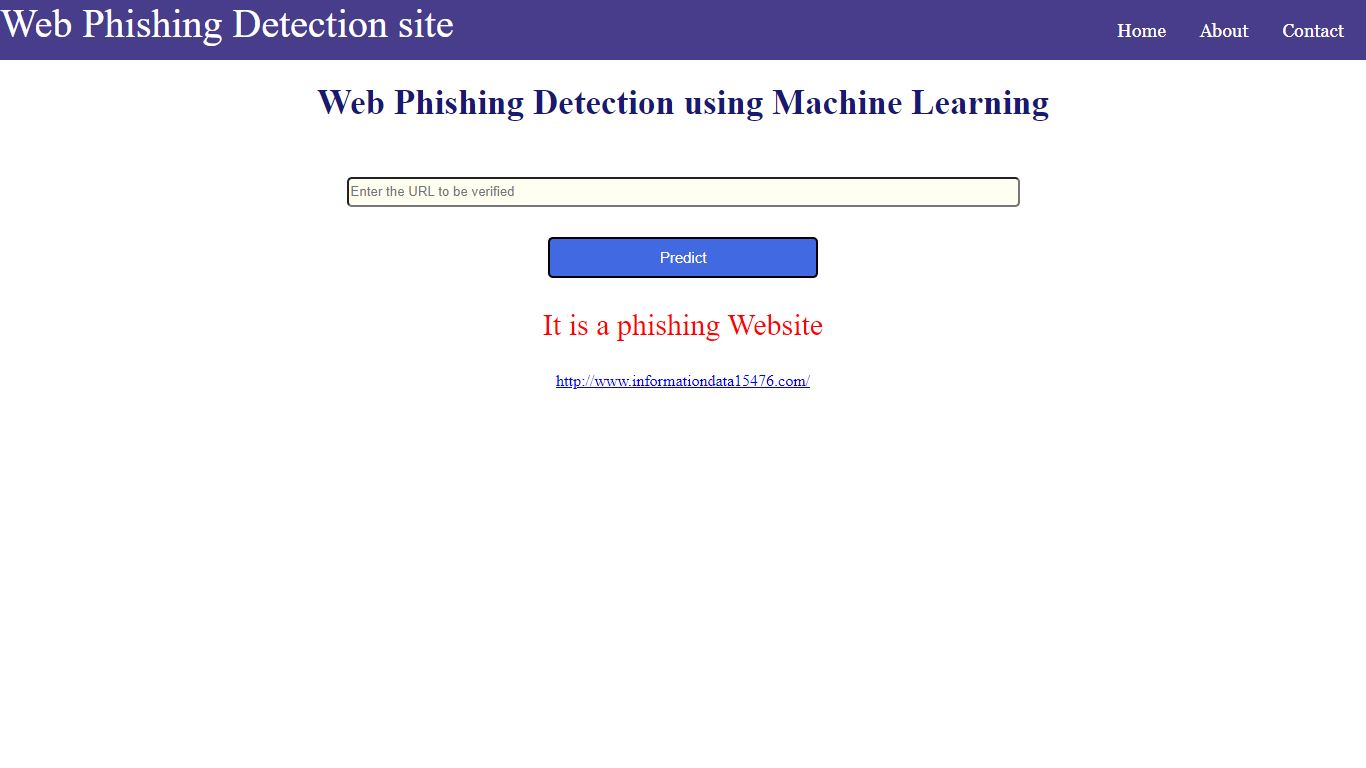 Web Phishing Detection site
Home About Contact
Web Phishing Detection using Machine Learning
Enter the URL to be verified
Predict
It is a phishing Website
http://www.informationdata15476.com/